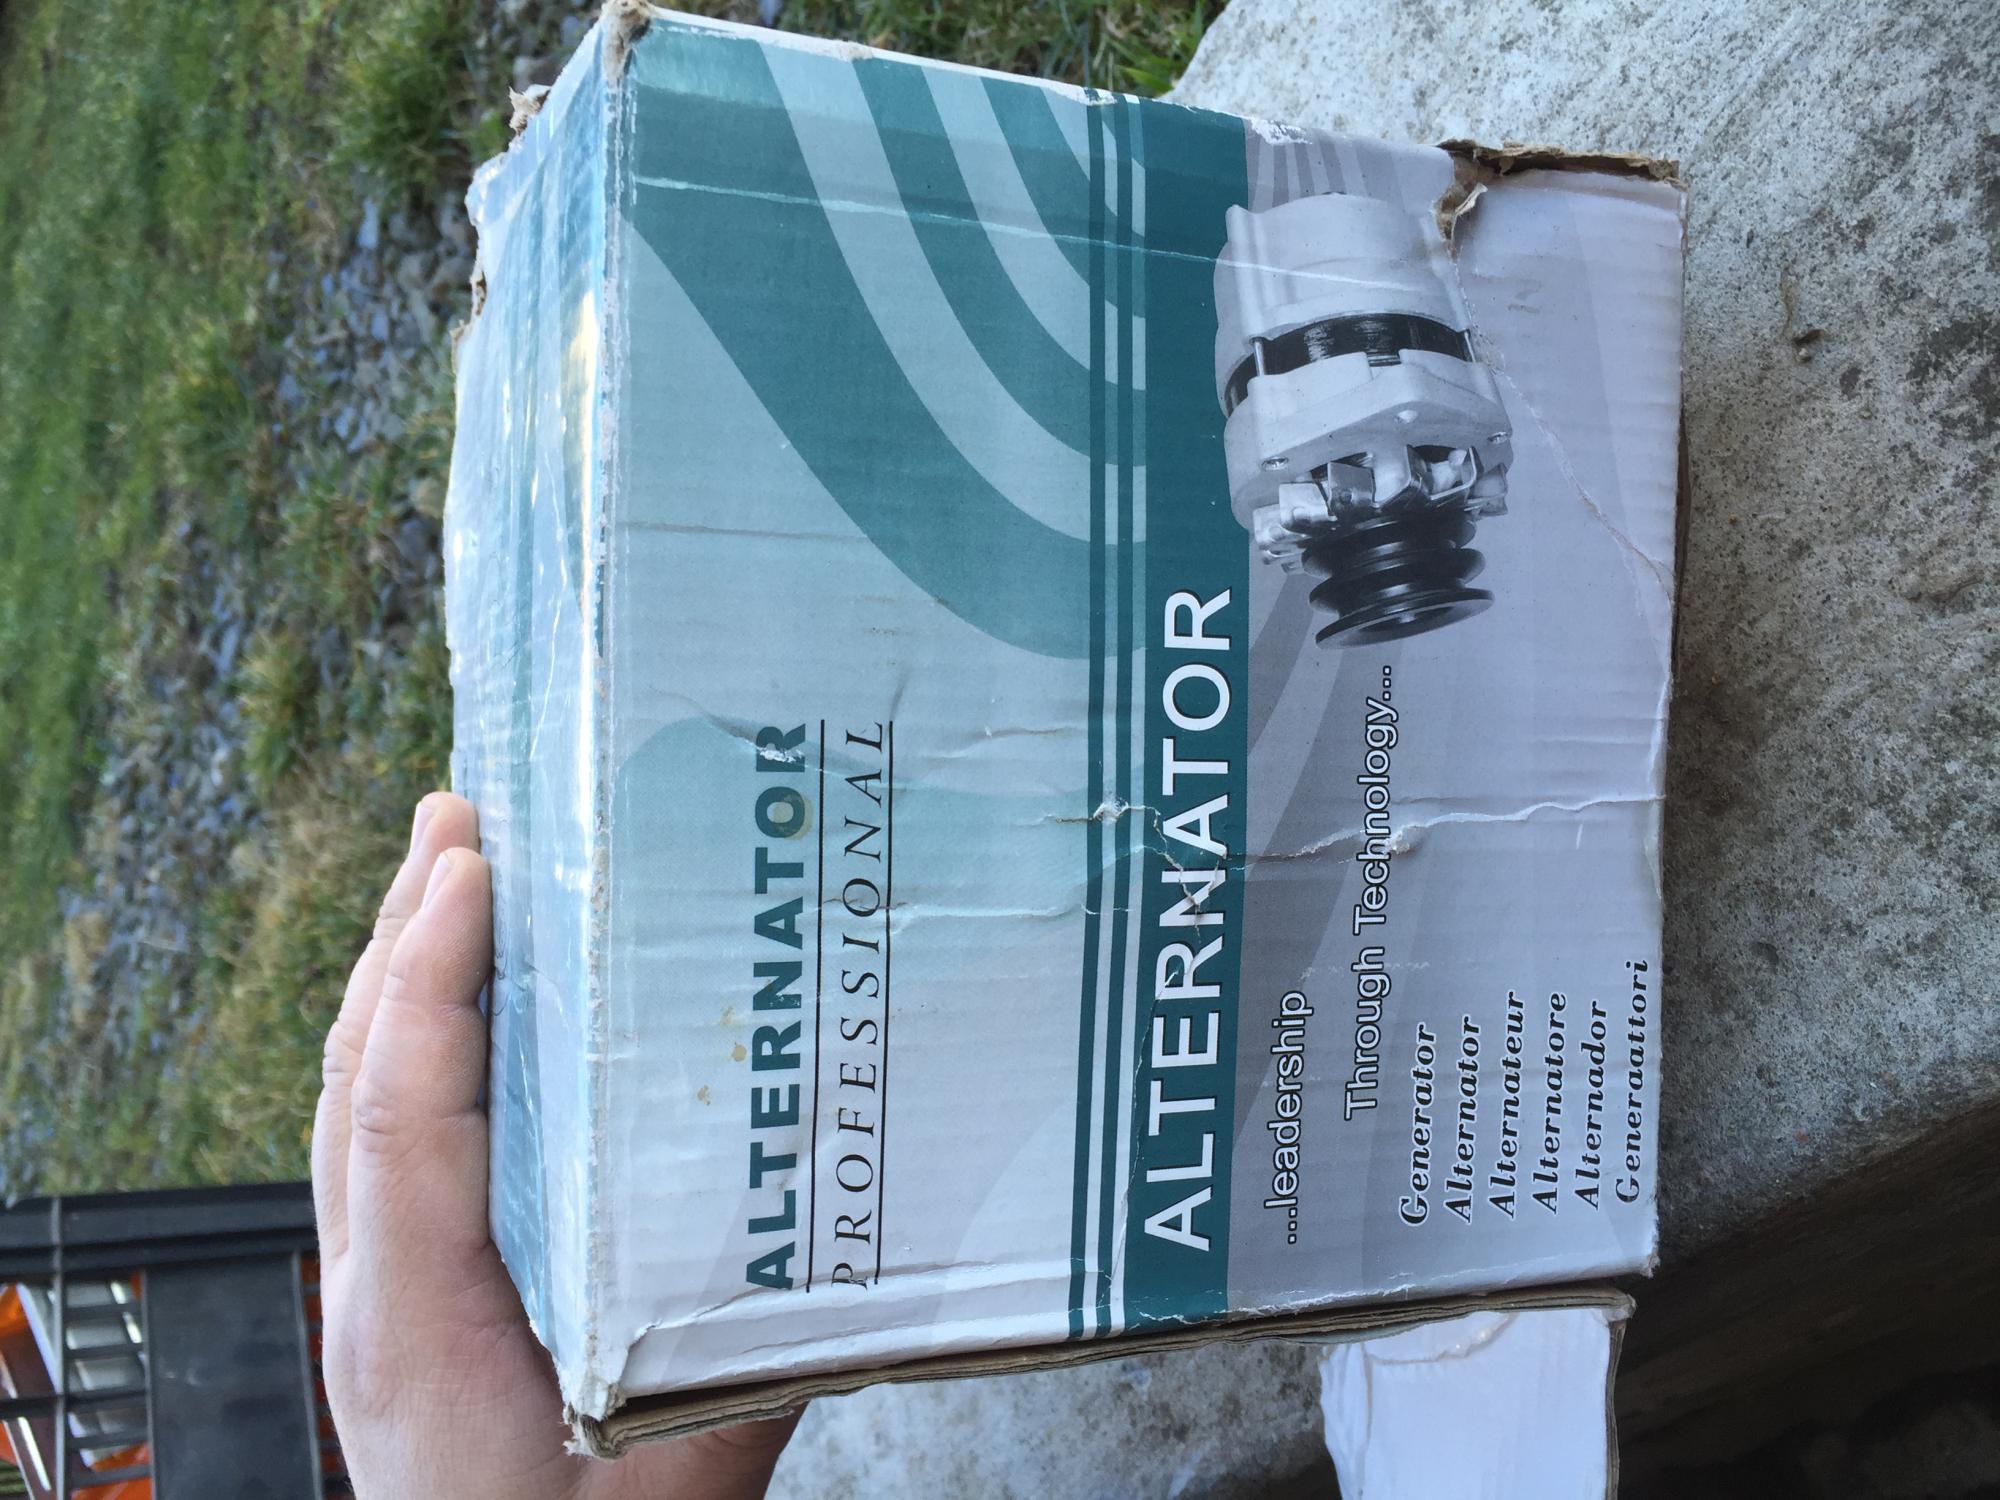 ALTERNATOR
PROFESSIONAL
ALTERNATOR
...leadership
Through Technology...
Generator
Alternator
Alternateur
Alternatore
Alternador
Generaattori